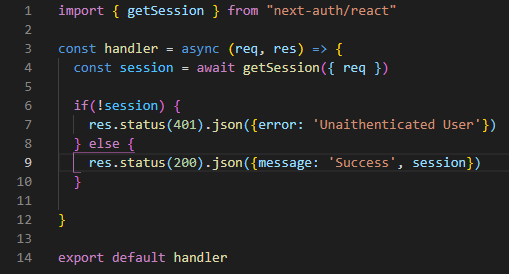 1 import { getSession } from "next-auth/react"
2
3 const handler = async (req, res) => {
4   const session = await getSession({ req })
5
6   if(!session) {
7     res.status(401).json({error: 'Unaithenticated User'})
8   } else {
9     res.status(200).json({message: 'Success', session})
10   }
11
12 }
13
14 export default handler